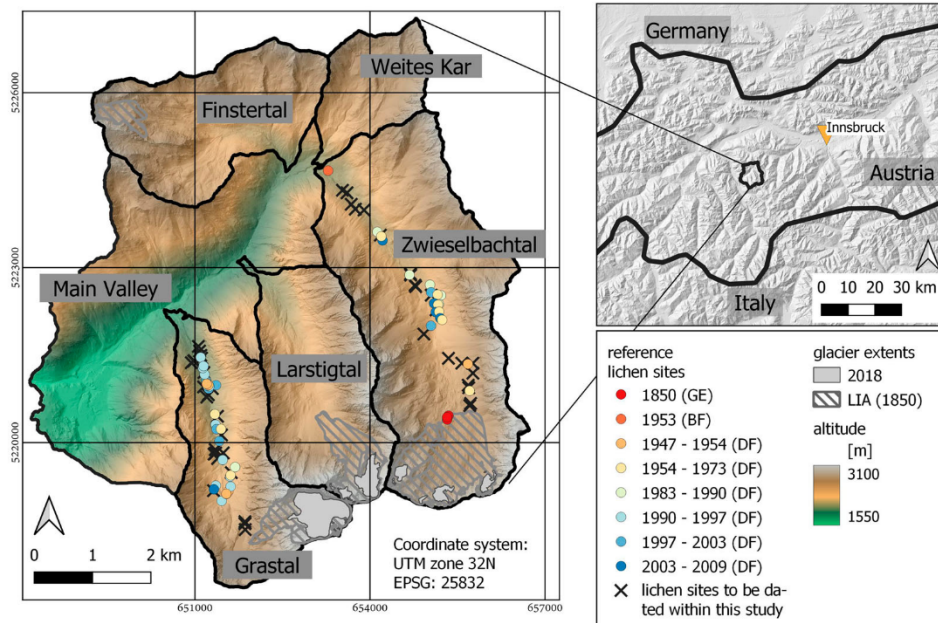 Weites Kar
Finstertal
Zwieselbachtal
Main Valley
Larstigtal
Grastal
5226000
5223000
5220000
651000
654000
657000
0 1 2 km
Coordinate system:
UTM zone 32N
EPSG: 25832
Germany
Innsbruck
Austria
Italy
0 10 20 30 km
reference
lichen sites
1850 (GE)
1953 (BF)
1947 - 1954 (DF)
1954 - 1973 (DF)
1983 - 1990 (DF)
1990 - 1997 (DF)
1997 - 2003 (DF)
2003 - 2009 (DF)
lichen sites to be da-
ted within this study
glacier extents
2018
LIA (1850)
altitude
[m]
3100
1550